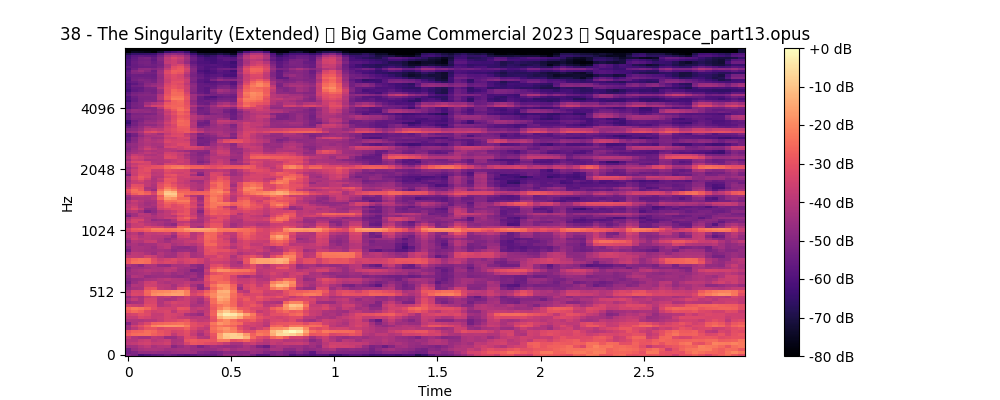 38 - The Singularity (Extended) ▯ Big Game Commercial 2023 ▯ Squarespace_part13.opus
Hz
4096
2048
1024
512
0
0
0.5
1
1.5
2
2.5
Time
+0 dB
-10 dB
-20 dB
-30 dB
-40 dB
-50 dB
-60 dB
-70 dB
-80 dB